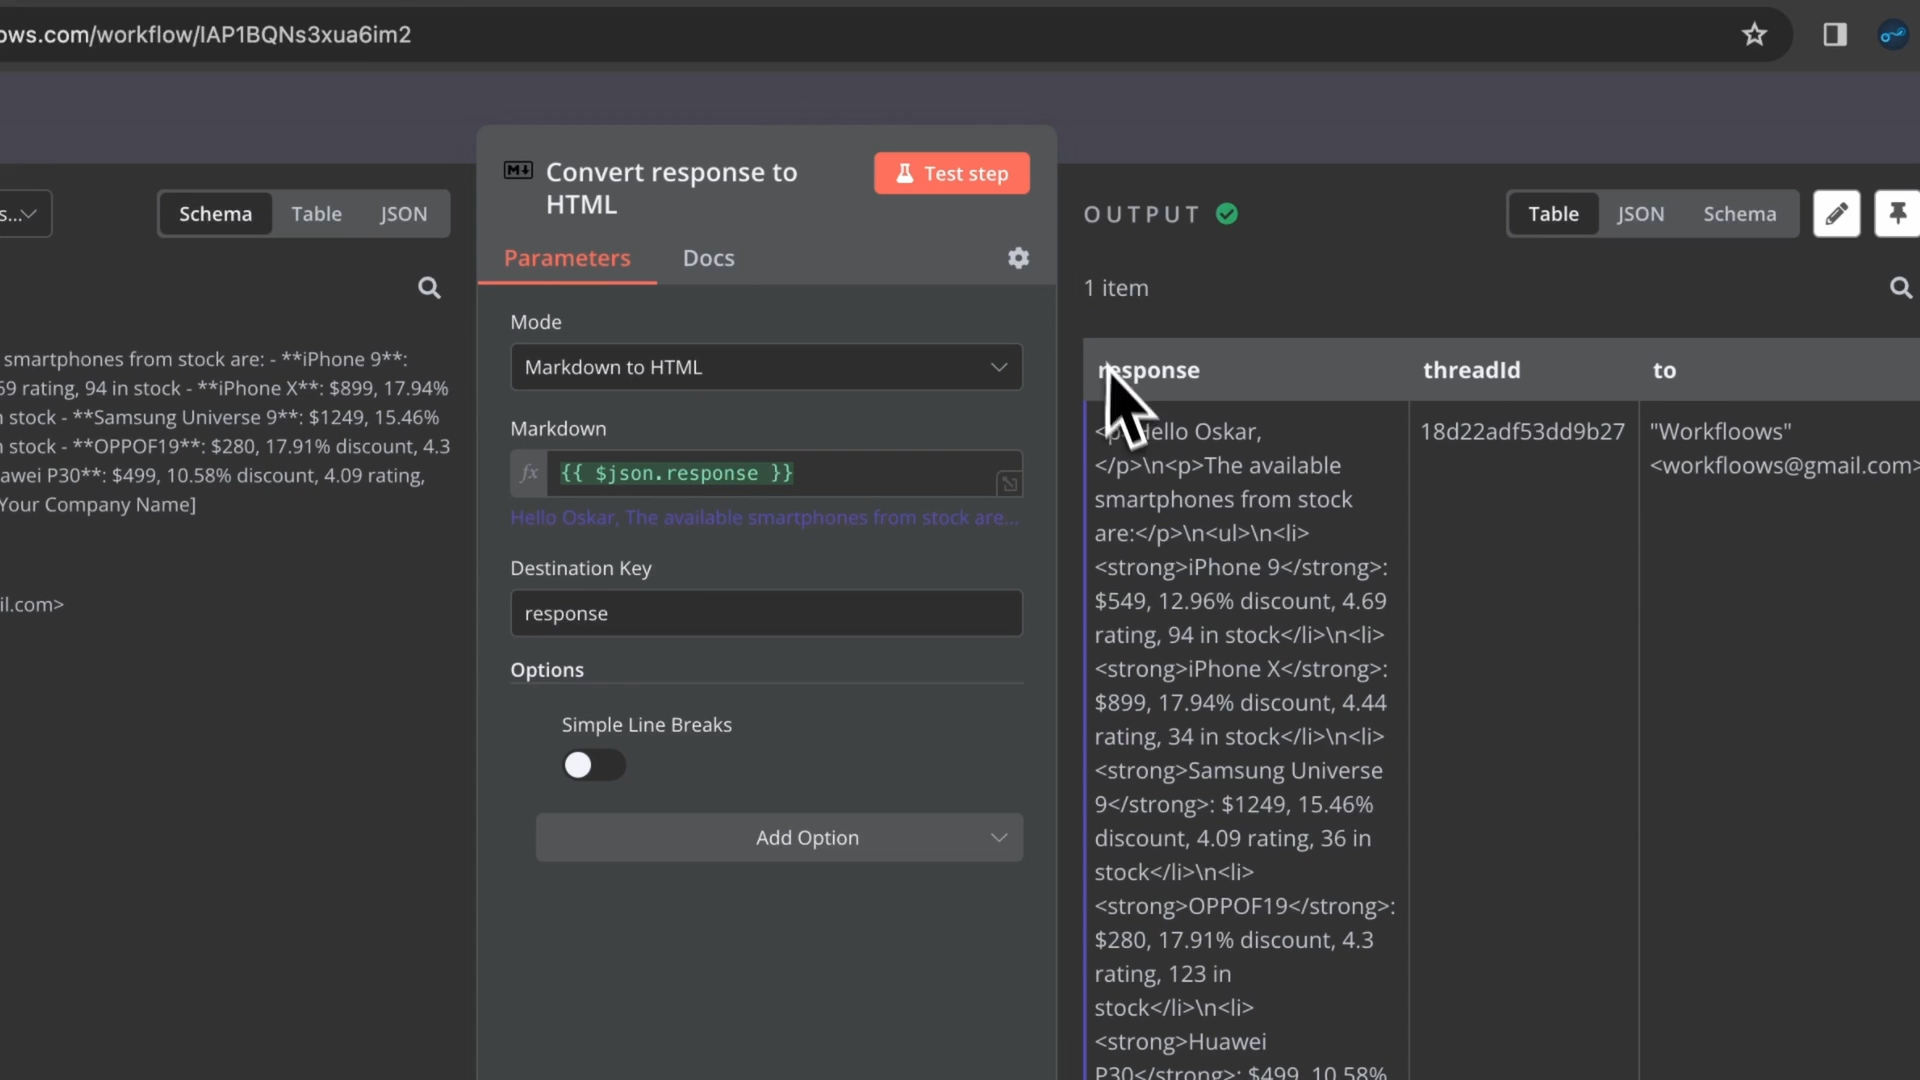 ows.com/workflow/IAP1BQNs3xua6im2
s...
Schema
Table
JSON
smartphones from stock are: - **iPhone 9**:
69 rating, 94 in stock - **iPhone X**: $899, 17.94%
n stock - **Samsung Universe 9**: $1249, 15.46%
n stock - **OPPOF19**: $280, 17.91% discount, 4.3
awei P30**: $499, 10.58% discount, 4.09 rating,
Your Company Name]
il.com>
M
Convert response to
HTML
Test step
Parameters
Docs
Mode
Markdown to HTML
Markdown
fx
{{ $json.response }}
Hello Oskar, The available smartphones from stock are...
Destination Key
response
Options
Simple Line Breaks
Add Option
OUTPUT
Table
JSON
Schema
1 item
response
threadId
to
<p>Hello Oskar,
</p>\n<p>The available
smartphones from stock
are:</p>\n<ul>\n<li>
<strong>iPhone 9</strong>:
$549, 12.96% discount, 4.69
rating, 94 in stock</li>\n<li>
<strong>iPhone X</strong>:
$899, 17.94% discount, 4.44
rating, 34 in stock</li>\n<li>
<strong>Samsung Universe
9</strong>: $1249, 15.46%
discount, 4.09 rating, 36 in
stock</li>\n<li>
<strong>OPPOF19</strong>:
$280, 17.91% discount, 4.3
rating, 123 in
stock</li>\n<li>
<strong>Huawei
P30</strong>: $499, 10.58%
18d22adf53dd9b27
"Workfloows"
<workfloows@gmail.com>